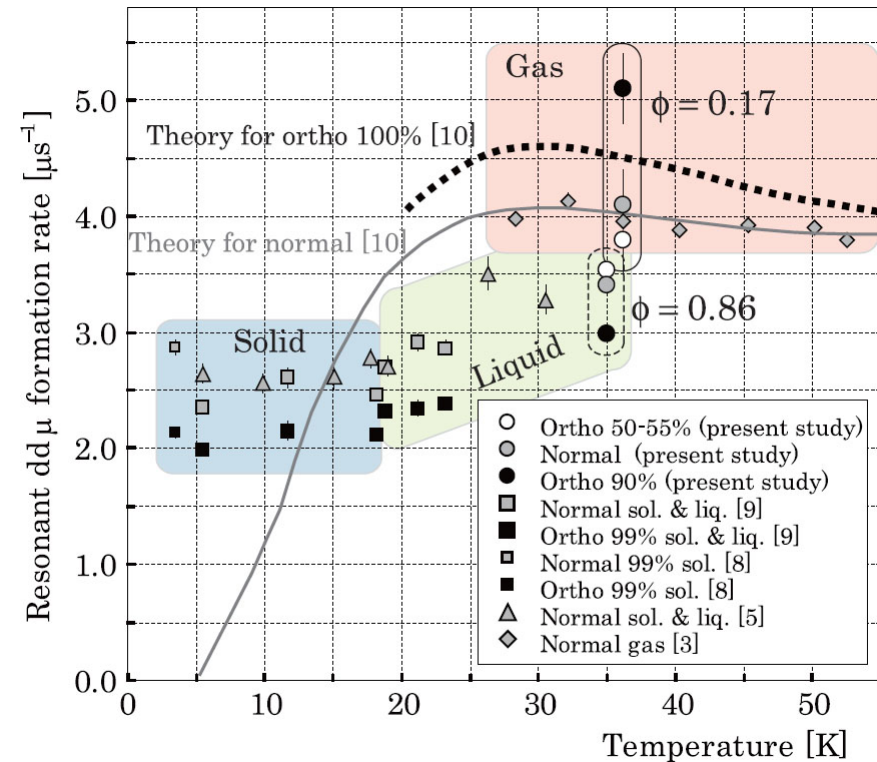 Resonant dd μ formation rate [μs⁻¹]
5.0
4.0
3.0
2.0
1.0
0.0
Gas
ϕ = 0.17
Theory for ortho 100% [10]
Theory for normal [10]
ϕ = 0.86
Solid
Liquid
Ortho 50-55% (present study)
Normal (present study)
Ortho 90% (present study)
Normal sol. & liq. [9]
Ortho 99% sol. & liq. [9]
Normal 99% sol. [8]
Ortho 99% sol. [8]
Normal sol. & liq. [5]
Normal gas [3]
0 10 20 30 40 50
Temperature [K]